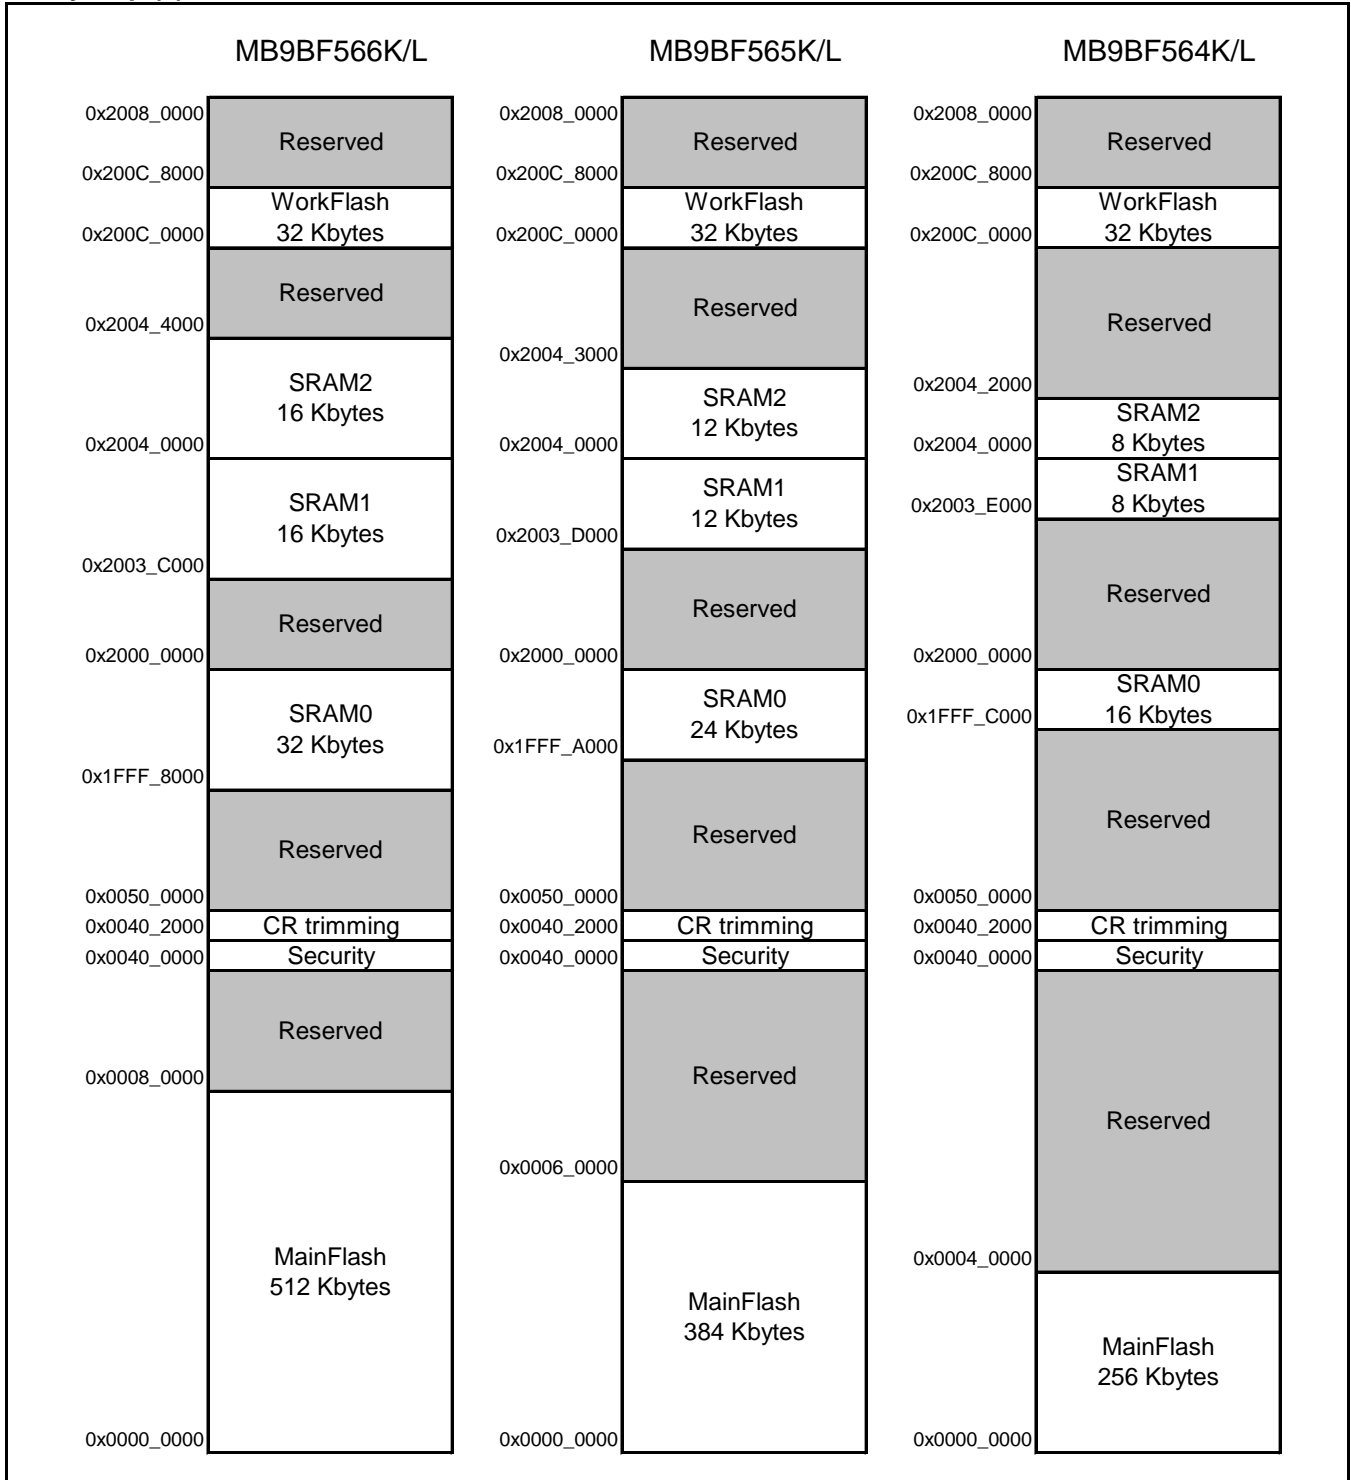 MB9BF566K/L
0x2008_0000
Reserved
0x200C_8000
WorkFlash
32 Kbytes
0x200C_0000
Reserved
0x2004_4000
SRAM2
16 Kbytes
0x2004_0000
SRAM1
16 Kbytes
0x2003_C000
Reserved
0x2000_0000
SRAM0
32 Kbytes
0x1FFF_8000
Reserved
0x0050_0000
0x0040_2000 CR trimming
0x0040_0000 Security
Reserved
0x0008_0000
MainFlash
512 Kbytes
0x0000_0000
MB9BF565K/L
0x2008_0000
Reserved
0x200C_8000
WorkFlash
32 Kbytes
0x200C_0000
Reserved
0x2004_3000
SRAM2
12 Kbytes
0x2004_0000
SRAM1
12 Kbytes
0x2003_D000
Reserved
0x2000_0000
SRAM0
24 Kbytes
0x1FFF_A000
Reserved
0x0050_0000
0x0040_2000 CR trimming
0x0040_0000 Security
Reserved
0x0006_0000
MainFlash
384 Kbytes
0x0000_0000
MB9BF564K/L
0x2008_0000
Reserved
0x200C_8000
WorkFlash
32 Kbytes
0x200C_0000
Reserved
0x2004_2000
SRAM2
8 Kbytes
0x2004_0000
SRAM1
8 Kbytes
0x2003_E000
Reserved
0x2000_0000
SRAM0
16 Kbytes
0x1FFF_C000
Reserved
0x0050_0000
0x0040_2000 CR trimming
0x0040_0000 Security
Reserved
0x0004_0000
MainFlash
256 Kbytes
0x0000_0000